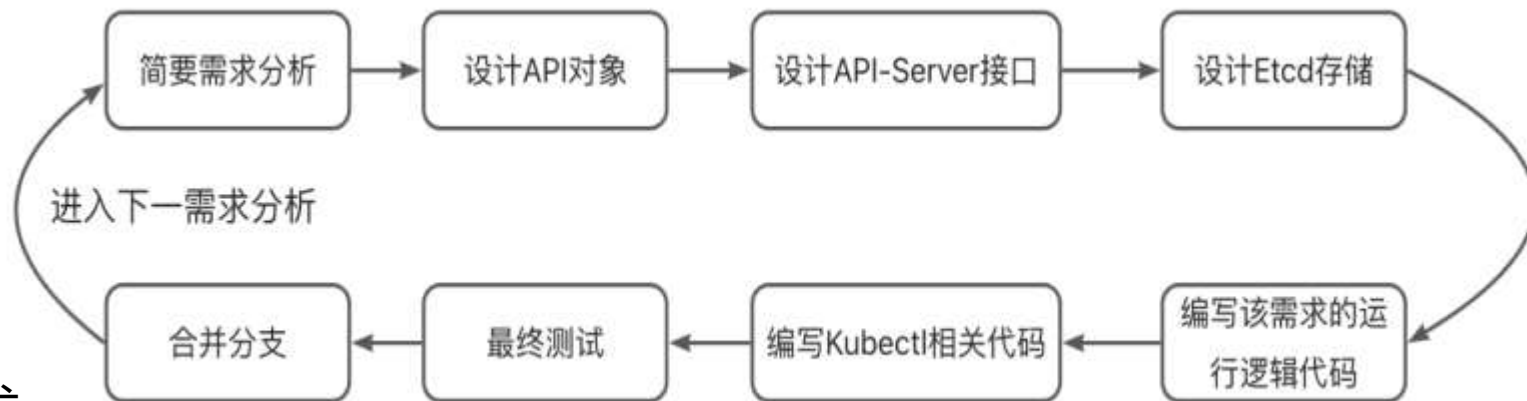 简要需求分析
设计API对象
设计API-Server接口
设计Etcd存储
进入下一需求分析
合并分支
最终测试
编写Kubectl相关代码
编写该需求的运
行逻辑代码